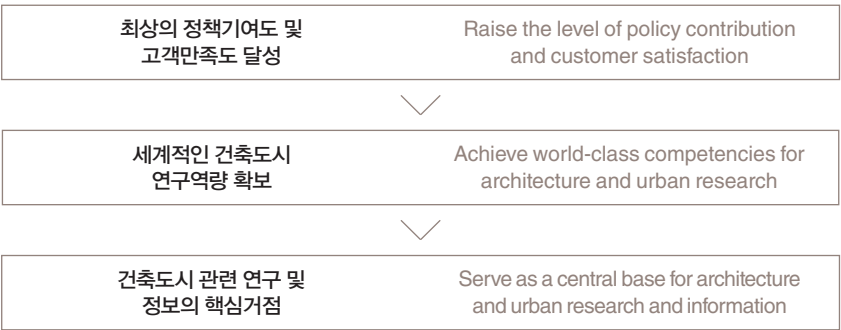 최상의 정책기여도 및
고객만족도 달성
Raise the level of policy contribution
and customer satisfaction
세계적인 건축도시
연구역량 확보
Achieve world-class competencies for
architecture and urban research
건축도시 관련 연구 및
정보의 핵심거점
Serve as a central base for architecture
and urban research and information